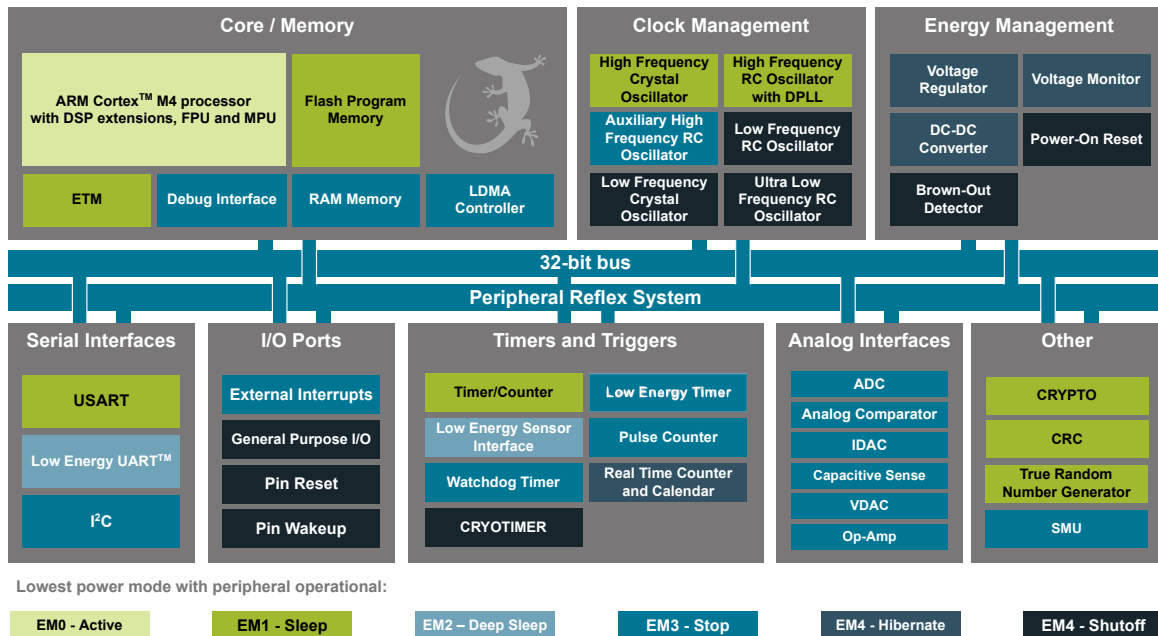 Core / Memory
ARM Cortex™ M4 processor
with DSP extensions, FPU and MPU
Flash Program
Memory
ETM
Debug Interface
RAM Memory
LDMA
Controller
Clock Management
High Frequency
Crystal
Oscillator
High Frequency
RC Oscillator
with DPLL
Auxiliary High
Frequency RC
Oscillator
Low Frequency
RC Oscillator
Low Frequency
Crystal
Oscillator
Ultra Low
Frequency RC
Oscillator
Energy Management
Voltage
Regulator
Voltage Monitor
DC-DC
Converter
Power-On Reset
Brown-Out
Detector
32-bit bus
Peripheral Reflex System
Serial Interfaces
USART
Low Energy UART™
I²C
I/O Ports
External Interrupts
General Purpose I/O
Pin Reset
Pin Wakeup
Timers and Triggers
Timer/Counter
Low Energy Timer
Low Energy Sensor
Interface
Pulse Counter
Watchdog Timer
Real Time Counter
and Calendar
CRYOTIMER
Analog Interfaces
ADC
Analog Comparator
IDAC
Capacitive Sense
VDAC
Op-Amp
Other
CRYPTO
CRC
True Random
Number Generator
SMU
Lowest power mode with peripheral operational:
EM0 - Active
EM1 - Sleep
EM2 – Deep Sleep
EM3 - Stop
EM4 - Hibernate
EM4 - Shutoff